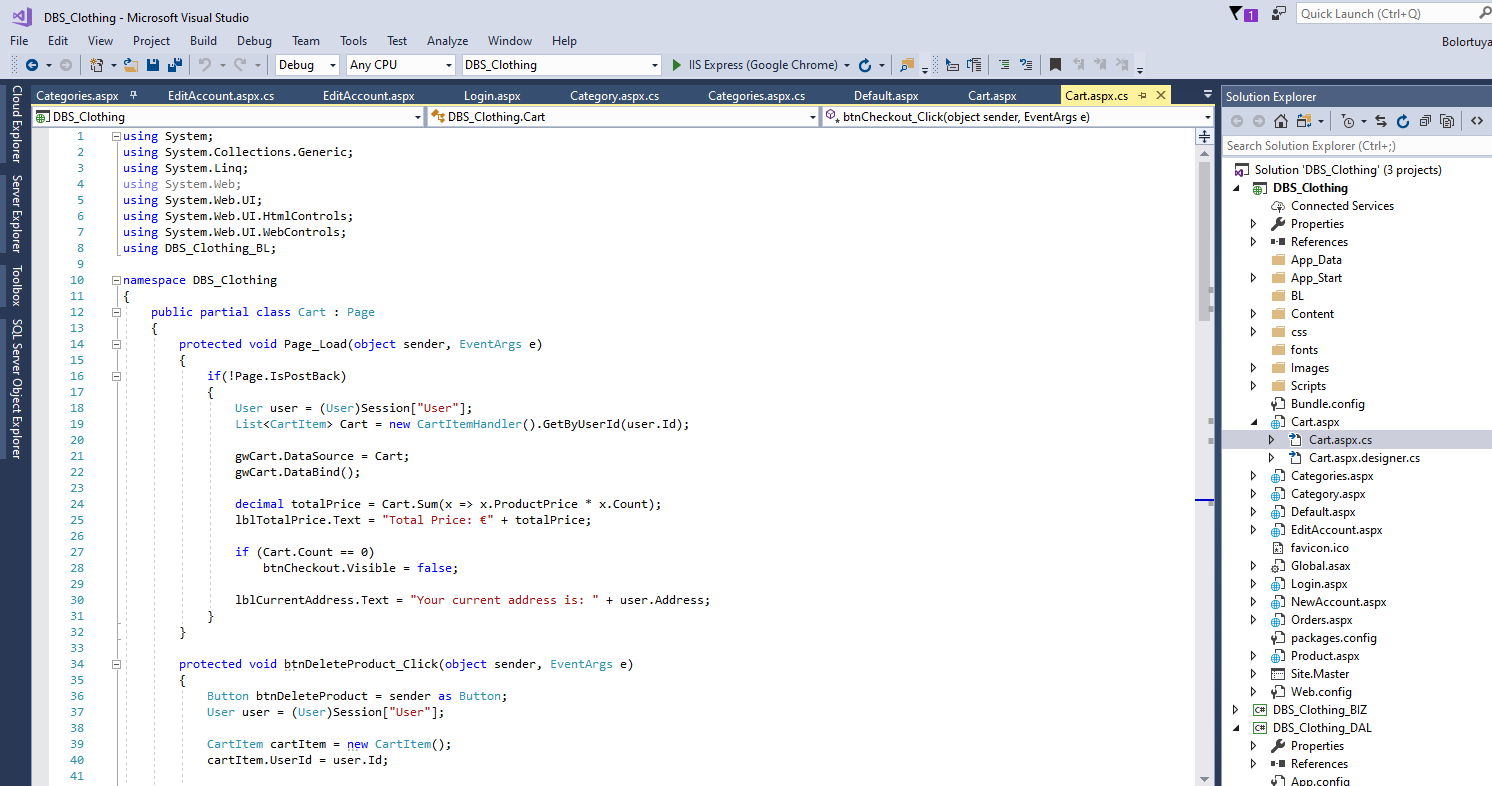 DBS_Clothing - Microsoft Visual Studio
1
Quick Launch (Ctrl+Q)
File Edit View Project Build Debug Team Tools Test Analyze Window Help
Bolortuya
Debug Any CPU DBS_Clothing IIS Express (Google Chrome)
Cloud Explorer
Server Explorer
Toolbox
SQL Server Object Explorer
Categories.aspx EditAccount.aspx.cs EditAccount.aspx Login.aspx Category.aspx.cs Categories.aspx.cs Default.aspx Cart.aspx Cart.aspx.cs
DBS_Clothing DBS_Clothing.Cart btnCheckout_Click(object sender, EventArgs e)
1 using System;
2 using System.Collections.Generic;
3 using System.Linq;
4 using System.Web;
5 using System.Web.UI;
6 using System.Web.UI.HtmlControls;
7 using System.Web.UI.WebControls;
8 using DBS_Clothing_BL;
9
10 namespace DBS_Clothing
11 {
12 public partial class Cart : Page
13 {
14 protected void Page_Load(object sender, EventArgs e)
15 {
16 if(!Page.IsPostBack)
17 {
18 User user = (User)Session["User"];
19 List<CartItem> Cart = new CartItemHandler().GetByUserId(user.Id);
20
21 gwCart.DataSource = Cart;
22 gwCart.DataBind();
23
24 decimal totalPrice = Cart.Sum(x => x.ProductPrice * x.Count);
25 lblTotalPrice.Text = "Total Price: €" + totalPrice;
26
27 if (Cart.Count == 0)
28 btnCheckout.Visible = false;
29
30 lblCurrentAddress.Text = "Your current address is: " + user.Address;
31 }
32 }
33
34 protected void btnDeleteProduct_Click(object sender, EventArgs e)
35 {
36 Button btnDeleteProduct = sender as Button;
37 User user = (User)Session["User"];
38
39 CartItem cartItem = new CartItem();
40 cartItem.UserId = user.Id;
41
Solution Explorer
Search Solution Explorer (Ctrl+;)
Solution 'DBS_Clothing' (3 projects)
DBS_Clothing
Connected Services
Properties
References
App_Data
App_Start
BL
Content
css
fonts
Images
Scripts
Bundle.config
Cart.aspx
Cart.aspx.cs
Cart.aspx.designer.cs
Categories.aspx
Category.aspx
Default.aspx
EditAccount.aspx
favicon.ico
Global.asax
Login.aspx
NewAccount.aspx
Orders.aspx
packages.config
Product.aspx
Site.Master
Web.config
C# DBS_Clothing_BIZ
C# DBS_Clothing_DAL
Properties
References
App.config